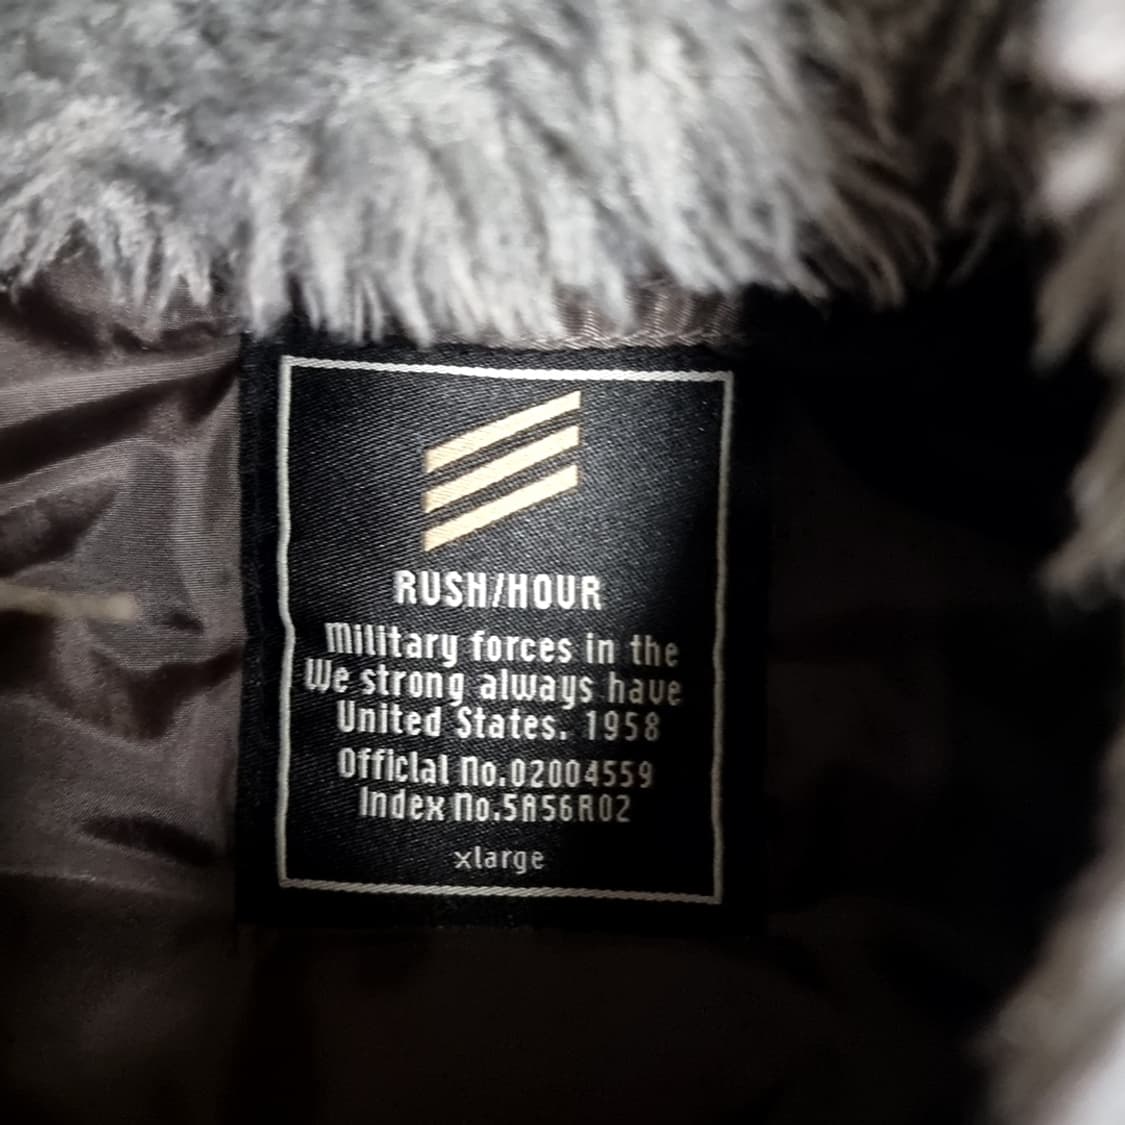 RUSH/HOUR
Military forces in the
We strong always have
United States. 1958
Officlal No.02004559
Index No.5A56R02
xlarge